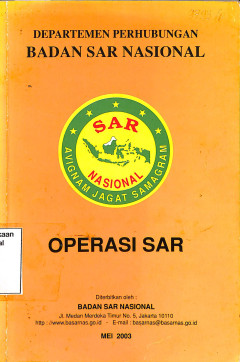 DEPARTEMEN PERHUBUNGAN
BADAN SAR NASIONAL
SAR
NASIONAL
AVIGNAM JAGAT SAMAGRAM
OPERASI SAR
Diterbitkan oleh :
BADAN SAR NASIONAL
Jl. Medan Merdeka Timur No. 5, Jakarta 10110
http : //www.basarnas.go.id - E-mail : basarnas@basarnas.go.id
MEI 2003